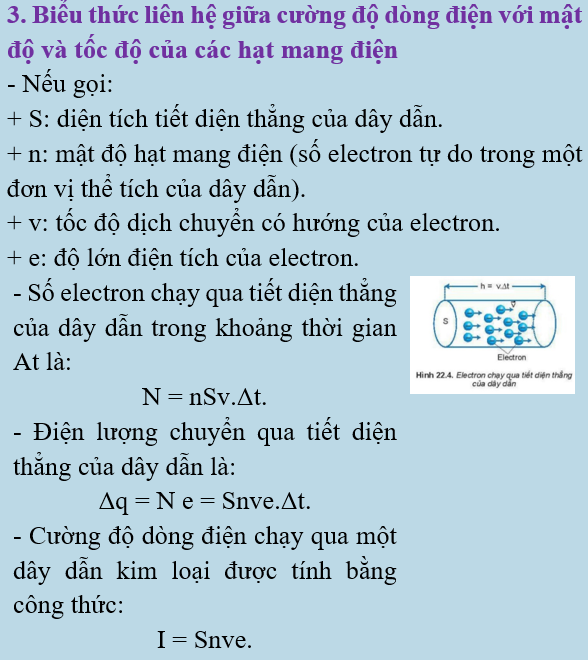 3. Biểu thức liên hệ giữa cường độ dòng điện với mật
độ và tốc độ của các hạt mang điện
- Nếu gọi:
+ S: diện tích tiết diện thẳng của dây dẫn.
+ n: mật độ hạt mang điện (số electron tự do trong một
đơn vị thể tích của dây dẫn).
+ v: tốc độ dịch chuyển có hướng của electron.
+ e: độ lớn điện tích của electron.
- Số electron chạy qua tiết diện thẳng
của dây dẫn trong khoảng thời gian
At là:
N = nSv.Δt.
- Điện lượng chuyển qua tiết diện
thẳng của dây dẫn là:
Δq = N e = Snve.Δt.
- Cường độ dòng điện chạy qua một
dây dẫn kim loại được tính bằng
công thức:
I = Snve.
h = v.Δt
S
v
Electron
Hình 22.4. Electron chạy qua tiết diện thẳng
của dây dẫn